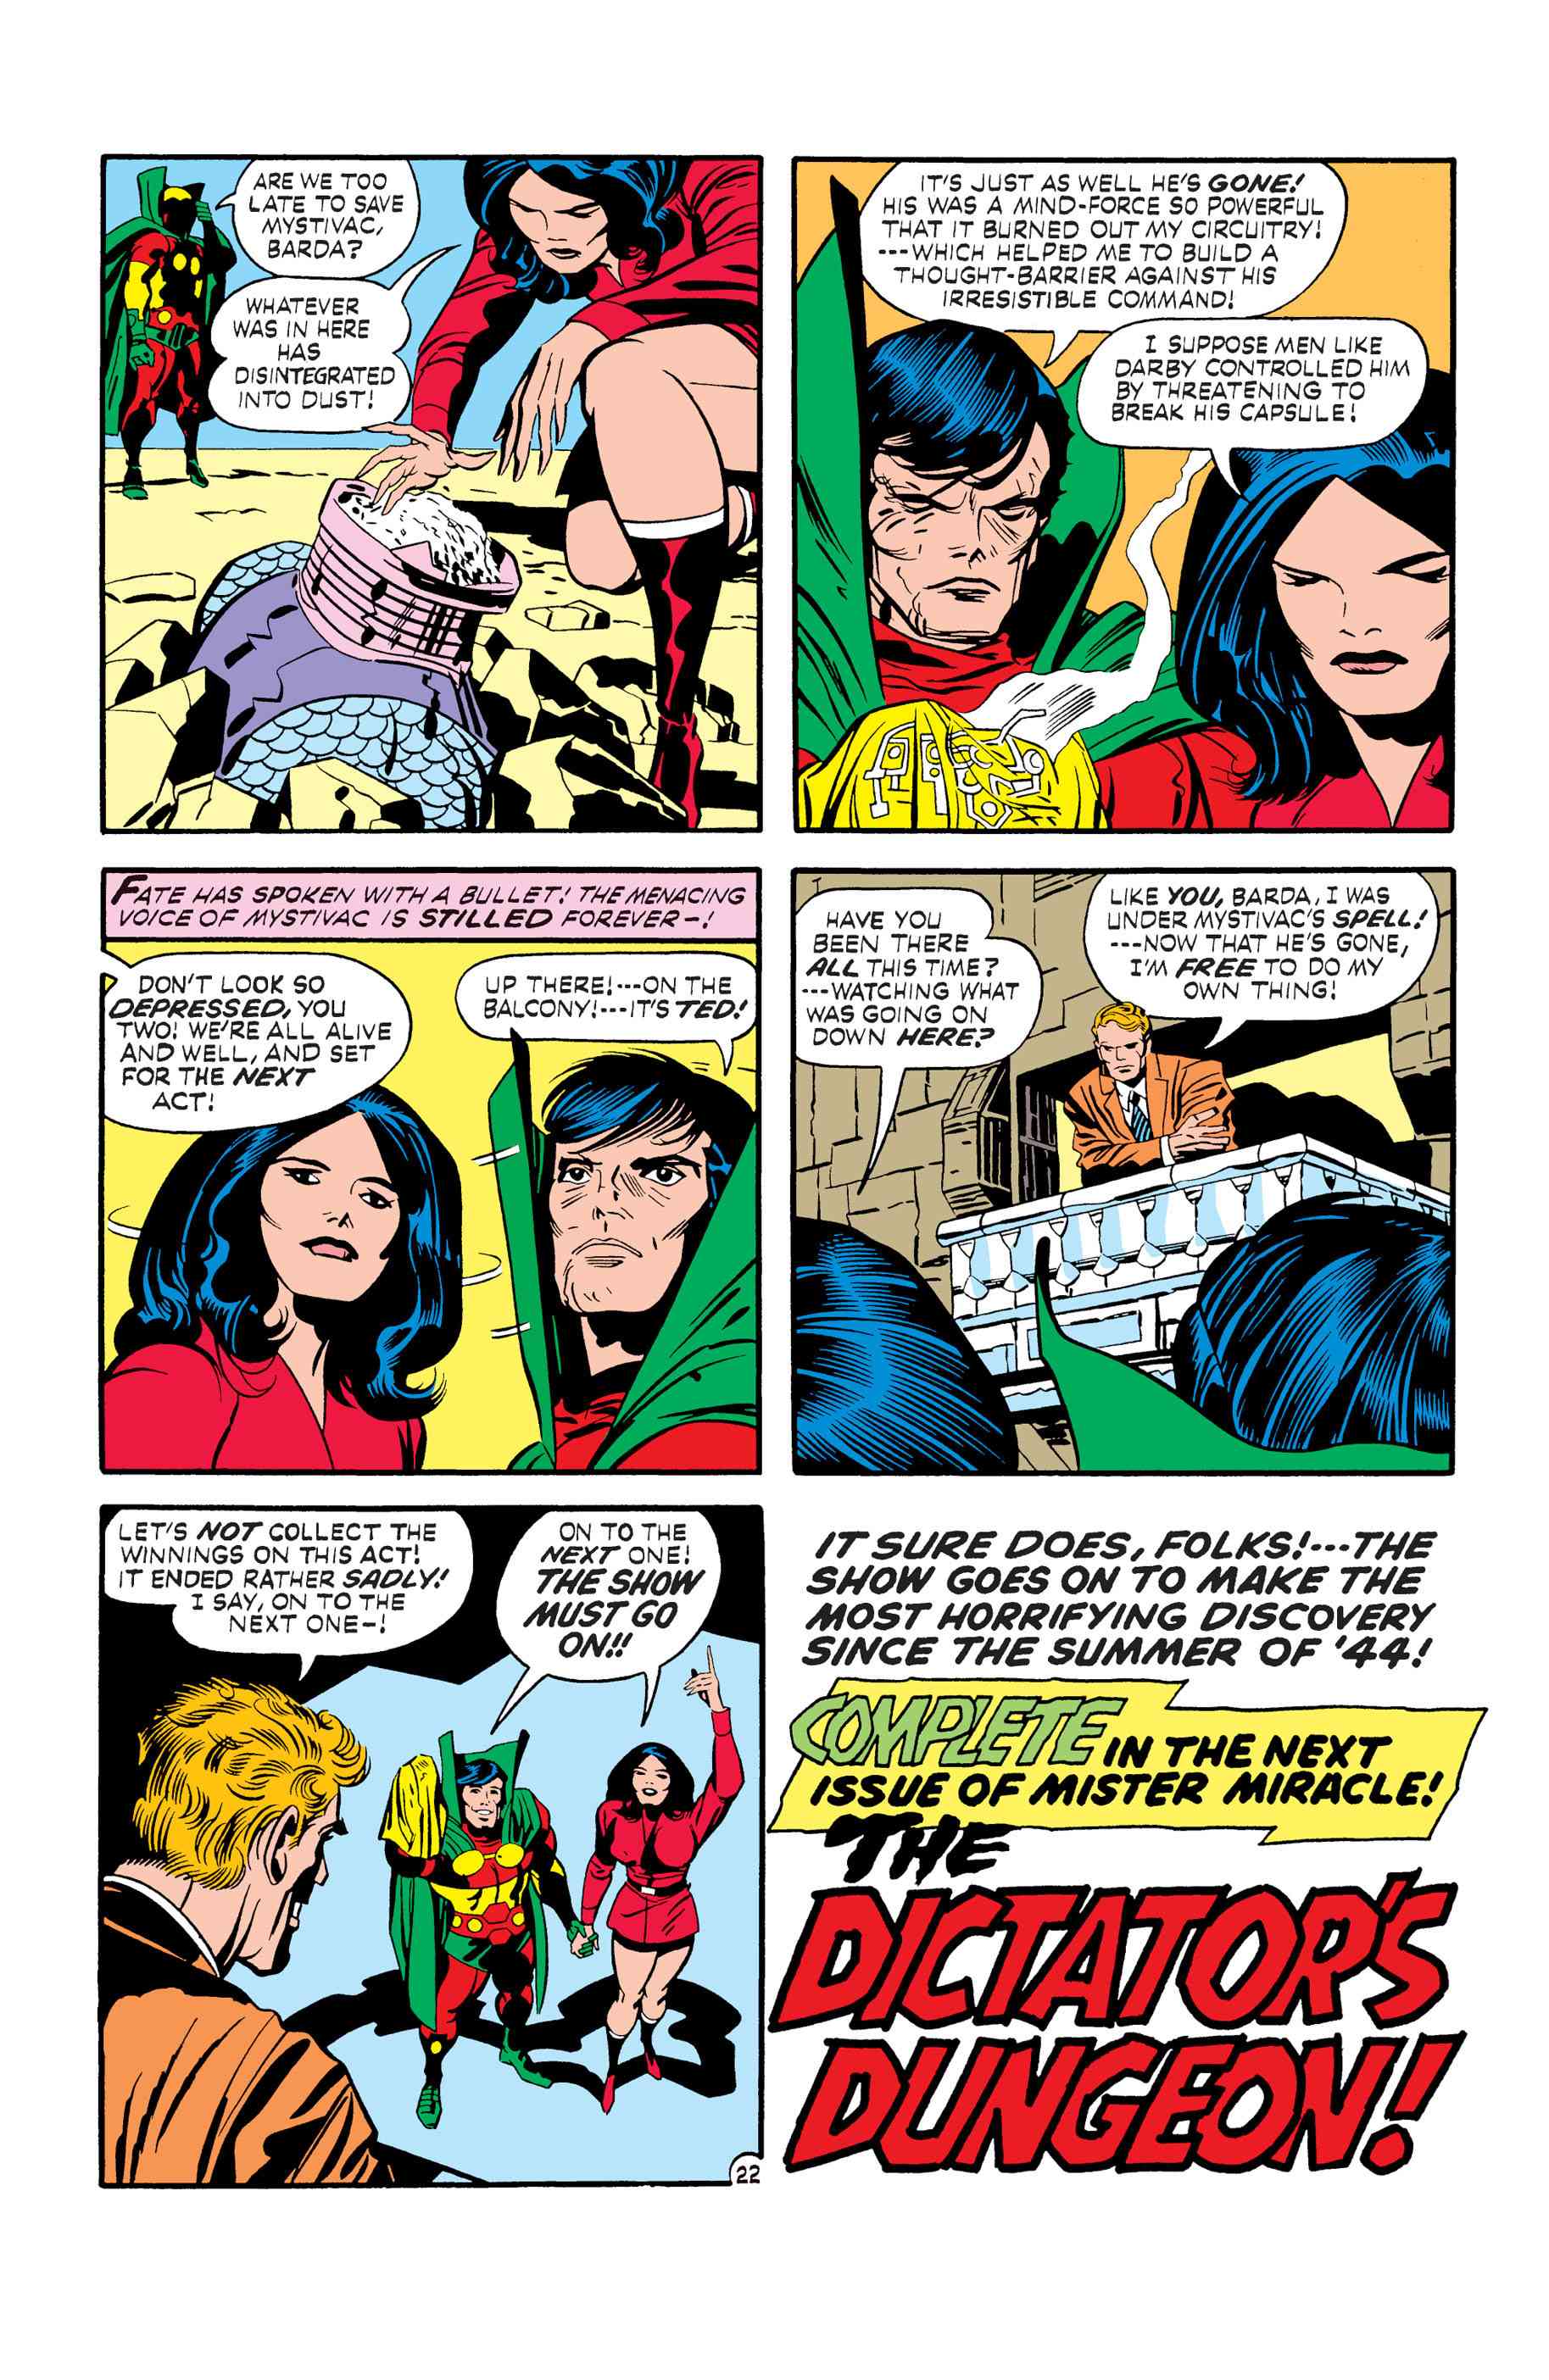 ARE WE TOO
LATE TO SAVE
MYSTIVAC,
BARDA?
WHATEVER
WAS IN HERE
HAS
DISINTEGRATED
INTO DUST!
IT'S JUST AS WELL HE'S GONE!
HIS WAS A MIND-FORCE SO POWERFUL
THAT IT BURNED OUT MY CIRCUITRY!
---WHICH HELPED ME TO BUILD A
THOUGHT-BARRIER AGAINST HIS
IRRESISTIBLE COMMAND!
I SUPPOSE MEN LIKE
DARBY CONTROLLED HIM
BY THREATENING TO
BREAK HIS CAPSULE!
FATE HAS SPOKEN WITH A BULLET! THE MENACING
VOICE OF MYSTIVAC IS STILLED FOREVER—!
DON'T LOOK SO
DEPRESSED, YOU
TWO! WE'RE ALL ALIVE
AND WELL, AND SET
FOR THE NEXT
ACT!
UP THERE!---ON THE
BALCONY!---IT'S TED!
HAVE YOU
BEEN THERE
ALL THIS TIME?
---WATCHING WHAT
WAS GOING ON
DOWN HERE?
LIKE YOU, BARDA, I WAS
UNDER MYSTIVAC'S SPELL!
---NOW THAT HE'S GONE,
I'M FREE TO DO MY
OWN THING!
LET'S NOT COLLECT THE
WINNINGS ON THIS ACT!
IT ENDED RATHER SADLY!
I SAY, ON TO THE
NEXT ONE—!
ON TO THE
NEXT ONE!
THE SHOW
MUST GO
ON!!
22
IT SURE DOES, FOLKS!---THE
SHOW GOES ON TO MAKE THE
MOST HORRIFYING DISCOVERY
SINCE THE SUMMER OF '44!
COMPLETE IN THE NEXT
ISSUE OF MISTER MIRACLE!
THE
DICTATOR'S
DUNGEON!